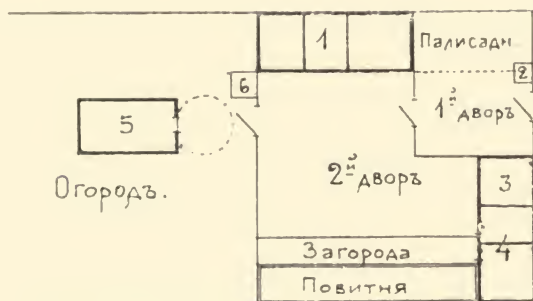 1
Палисадн.
2
6
1й дворъ
5
2й дворъ
3
Огородъ.
Загорода
4
Повитня